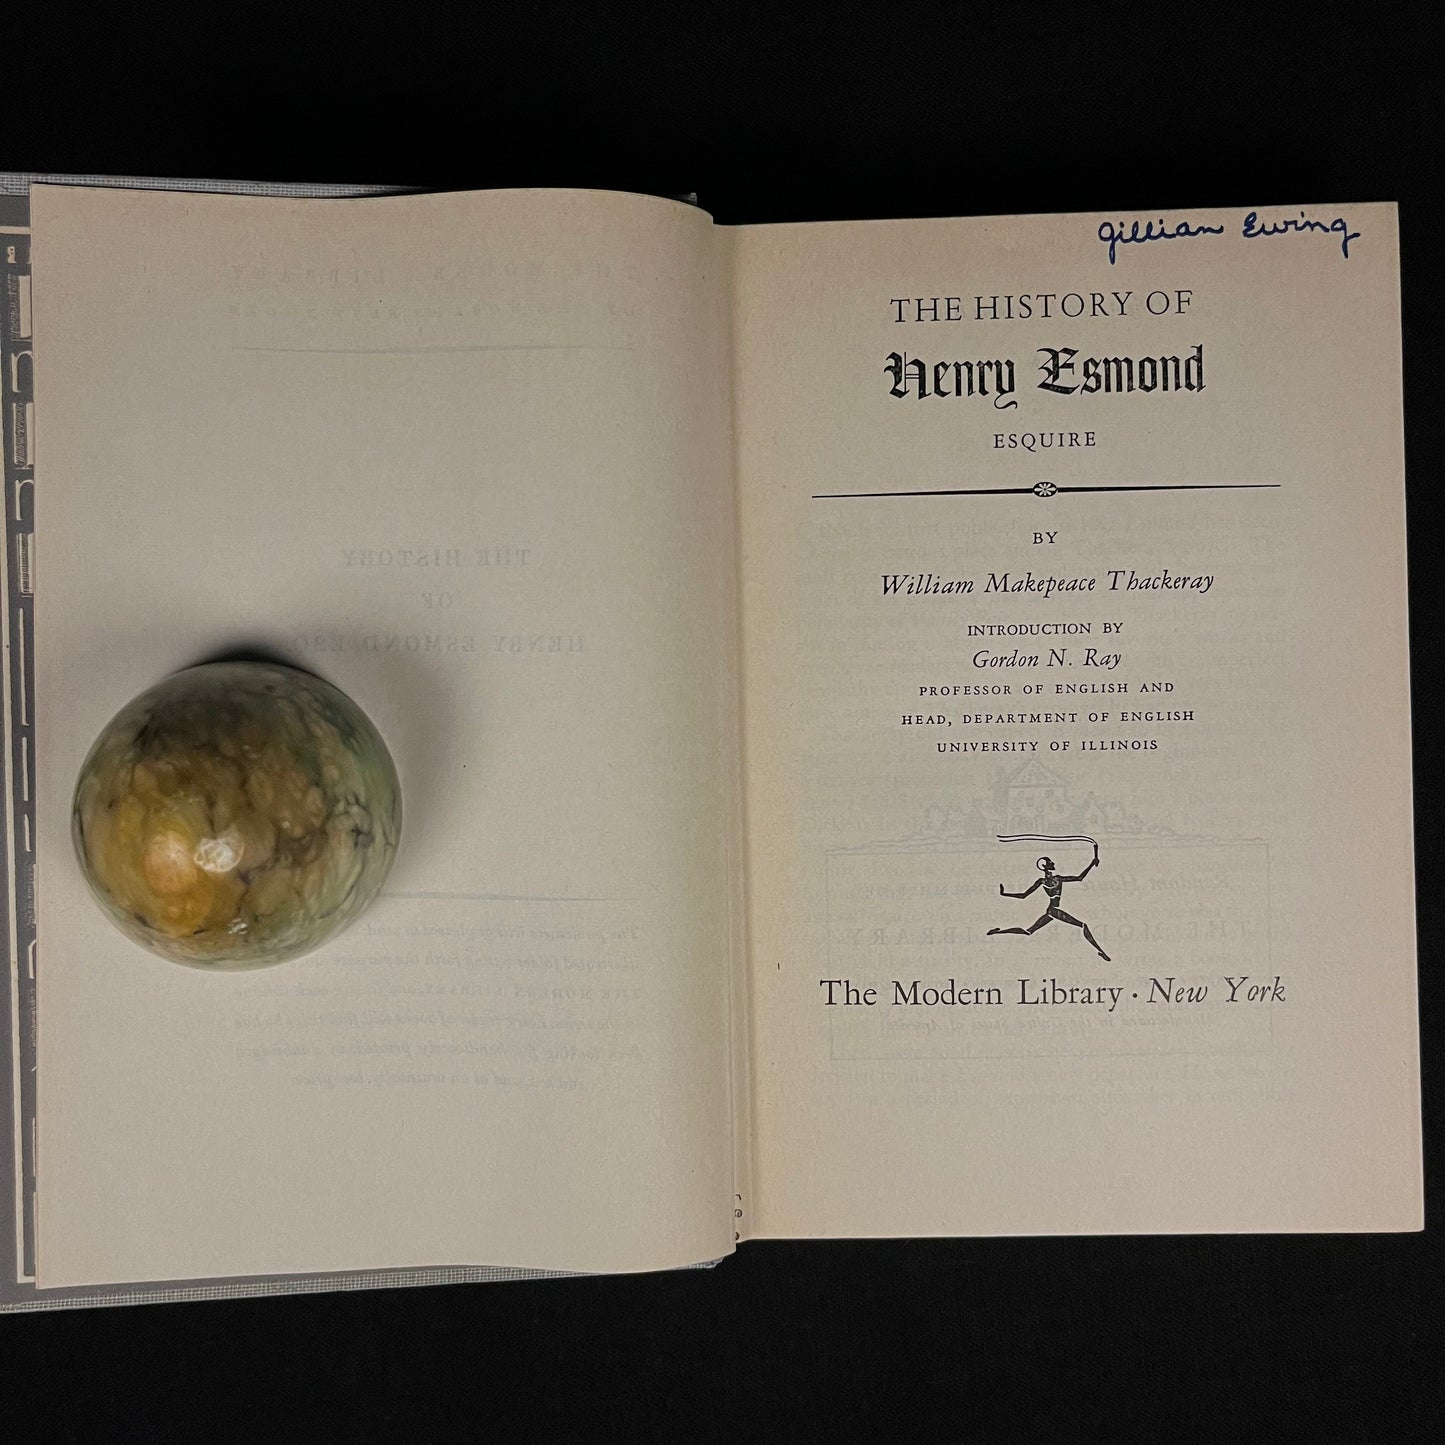 Gillian Ewing
THE HISTORY OF
Henry Esmond
ESQUIRE
BY
William Makepeace Thackeray
INTRODUCTION BY
Gordon N. Ray
PROFESSOR OF ENGLISH AND
HEAD, DEPARTMENT OF ENGLISH
UNIVERSITY OF ILLINOIS
The Modern Library · New York